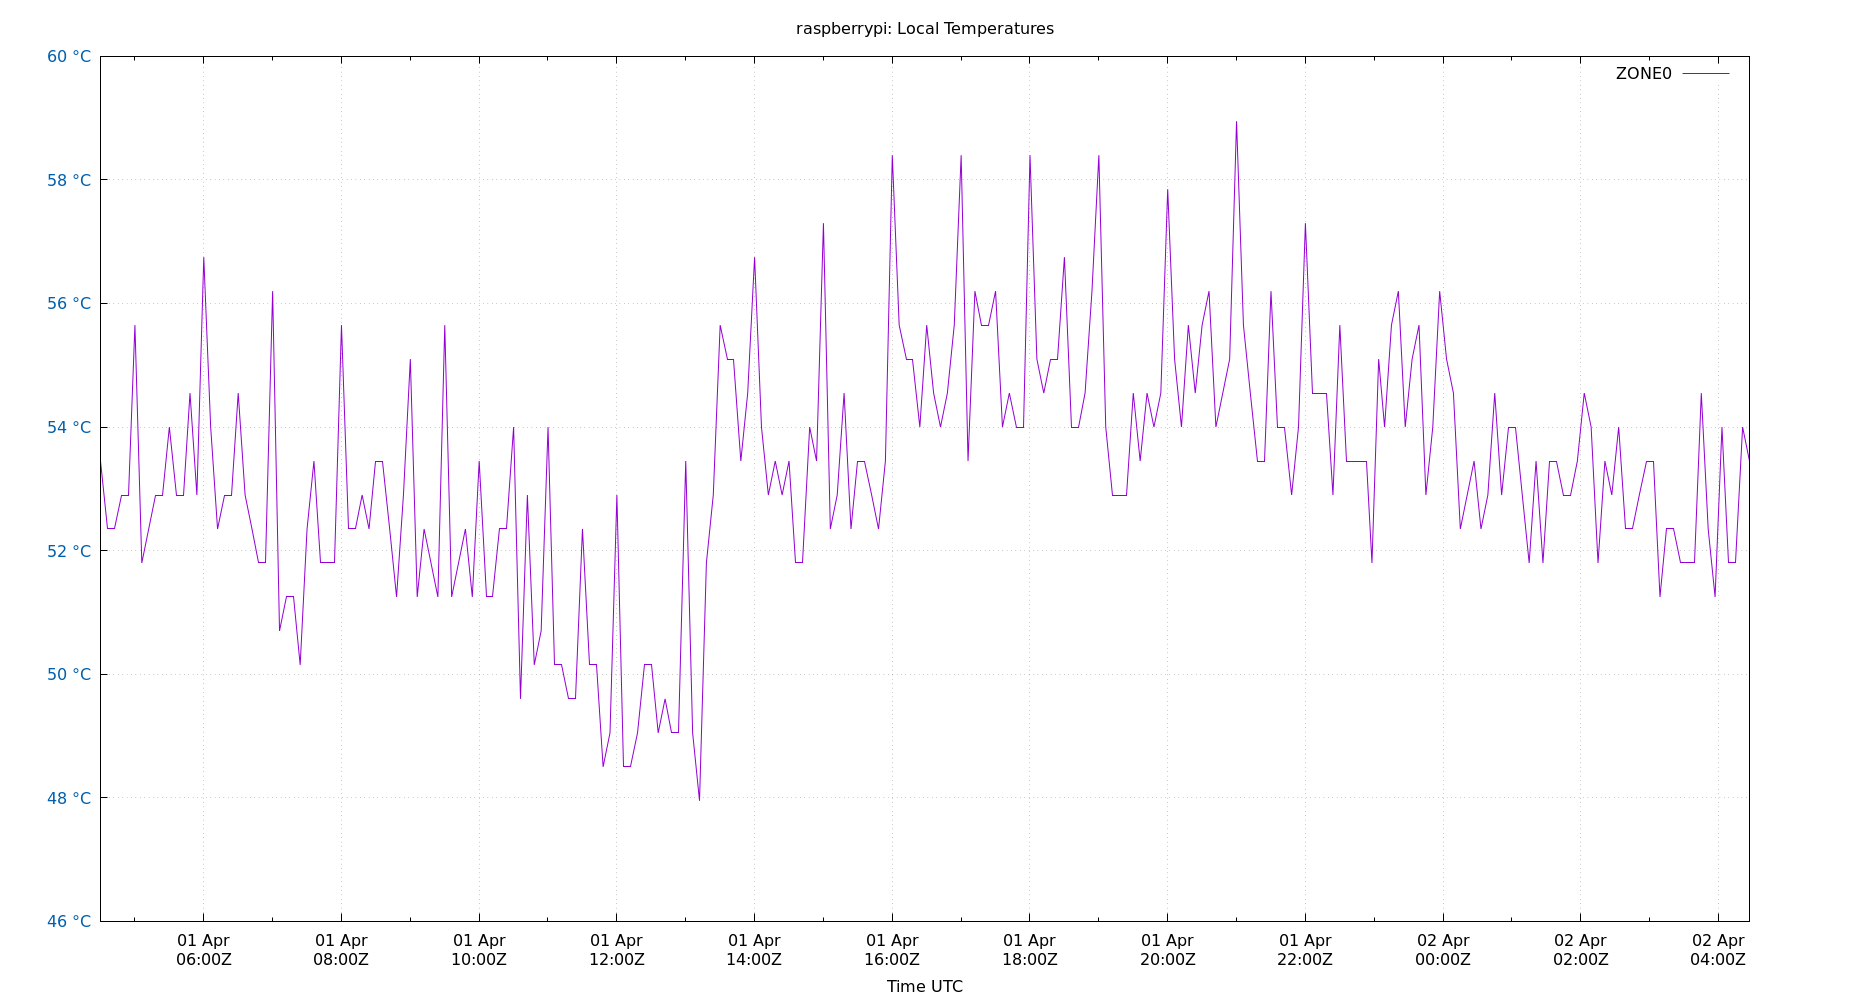 raspberrypi: Local Temperatures
60 °C
58 °C
56 °C
54 °C
52 °C
50 °C
48 °C
46 °C
ZONE0
01 Apr 01 Apr 01 Apr 01 Apr 01 Apr 01 Apr 01 Apr 01 Apr 01 Apr 02 Apr 02 Apr 02 Apr
06:00Z 08:00Z 10:00Z 12:00Z 14:00Z 16:00Z 18:00Z 20:00Z 22:00Z 00:00Z 02:00Z 04:00Z
Time UTC